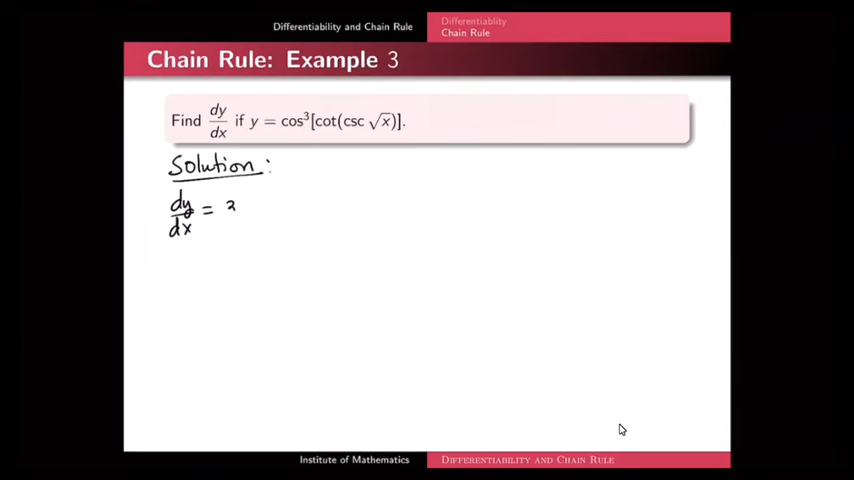 Differentiability and Chain Rule
Differentiablity
Chain Rule
Chain Rule: Example 3
Find dy/dx if y = cos³[cot(csc √x)].
Solution:
dy/dx = 3
Institute of Mathematics
Differentiability and Chain Rule